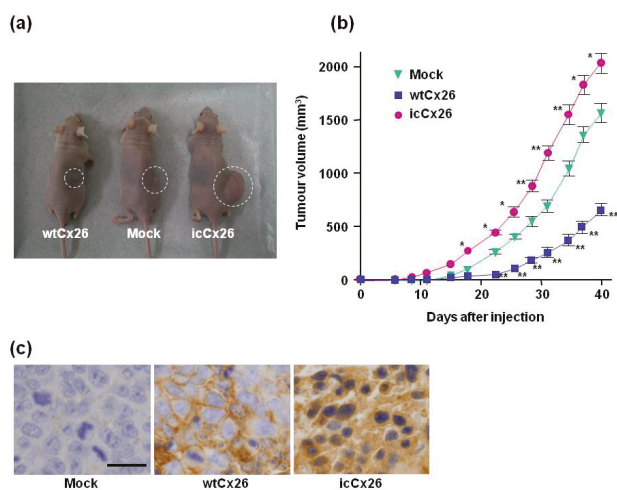 (a)
wtCx26
Mock
icCx26
(b)
Tumour volume (mm³)
2000
1500
1000
500
0
Mock
wtCx26
icCx26
*
*
**
**
**
*
*
*
**
**
**
**
**
**
**
0
10
20
30
40
Days after injection
(c)
Mock
wtCx26
icCx26